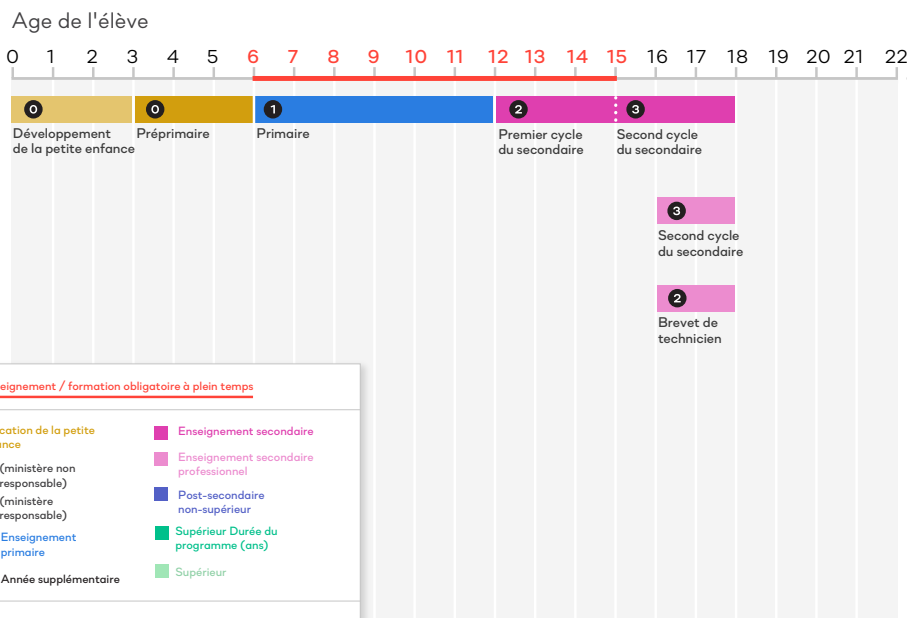 Age de l'élève
0 1 2 3 4 5 6 7 8 9 10 11 12 13 14 15 16 17 18 19 20 21 22
0 0 1 2 3
Développement
de la petite enfance
Préprimaire
Primaire
Premier cycle
du secondaire
Second cycle
du secondaire
3
Second cycle
du secondaire
2
Brevet de
technicien
eignement / formation obligatoire à plein temps
cation de la petite
ance
(ministère non
responsable)
(ministère
responsable)
Enseignement
primaire
Année supplémentaire
Enseignement secondaire
Enseignement secondaire
professionnel
Post-secondaire
non-supérieur
Supérieur Durée du
programme (ans)
Supérieur